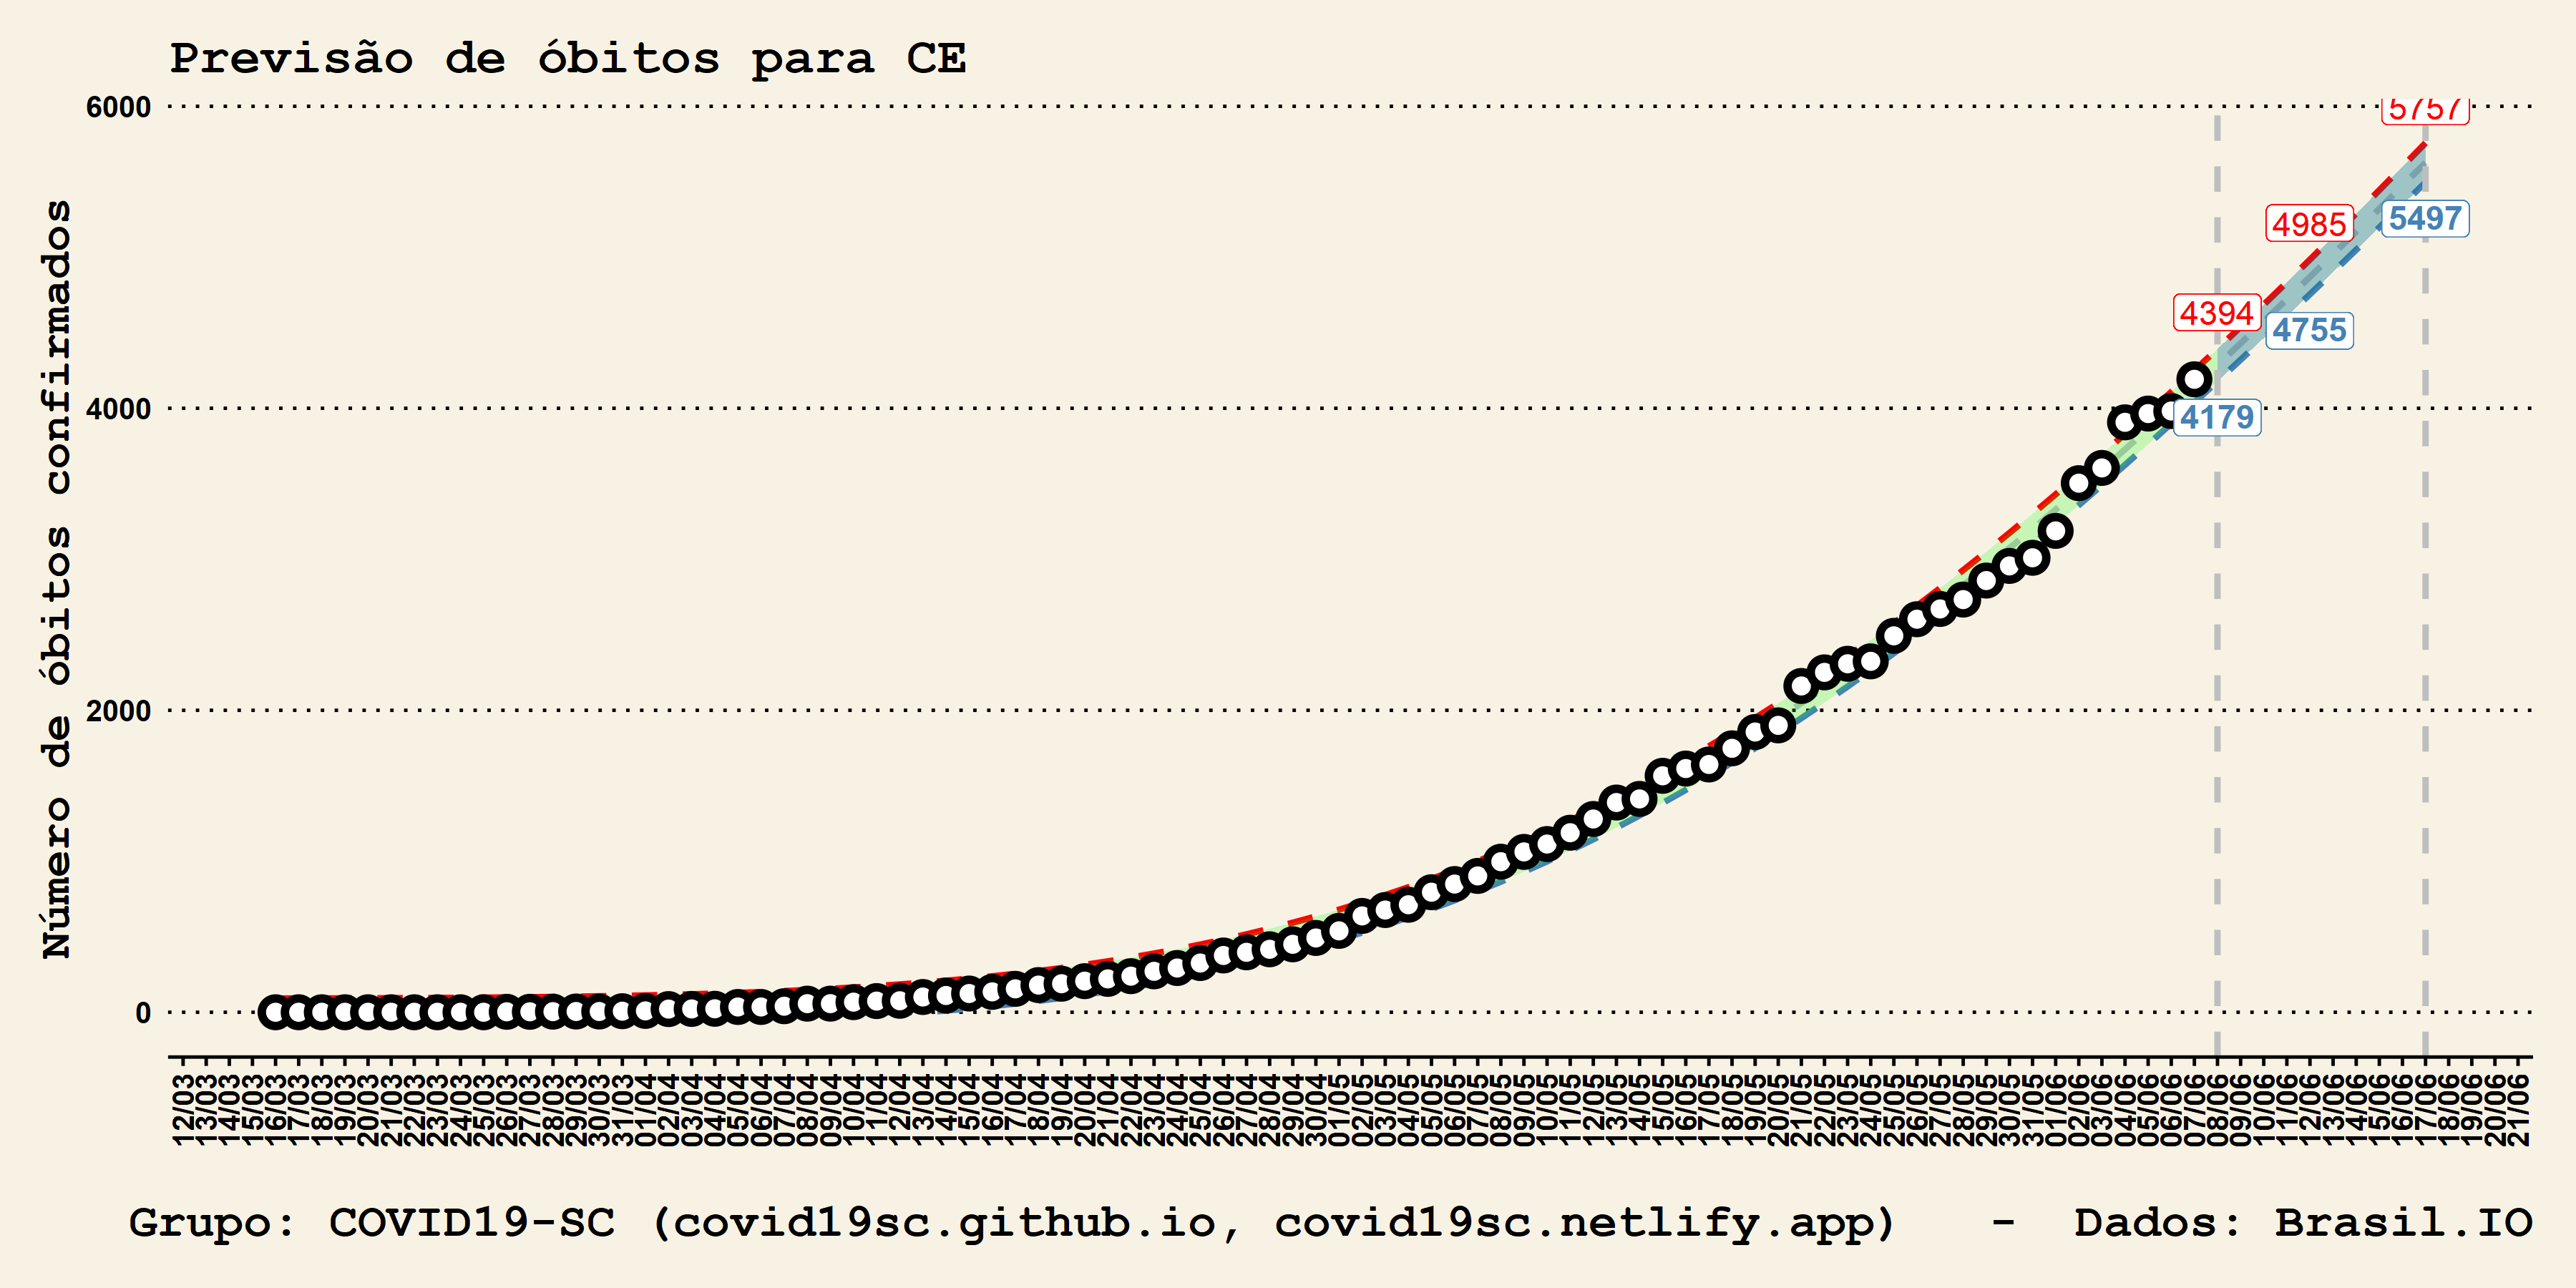 Previsão de óbitos para CE
Número de óbitos confirmados
6000
4000
2000
0
5757
5497
4985
4755
4394
4179
12/03 13/03 14/03 15/03 16/03 17/03 18/03 19/03 20/03 21/03 22/03 23/03 24/03 25/03 26/03 27/03 28/03 29/03 30/03 31/03 01/04 02/04 03/04 04/04 05/04 06/04 07/04 08/04 09/04 10/04 11/04 12/04 13/04 14/04 15/04 16/04 17/04 18/04 19/04 20/04 21/04 22/04 23/04 24/04 25/04 26/04 27/04 28/04 29/04 30/04 01/05 02/05 03/05 04/05 05/05 06/05 07/05 08/05 09/05 10/05 11/05 12/05 13/05 14/05 15/05 16/05 17/05 18/05 19/05 20/05 21/05 22/05 23/05 24/05 25/05 26/05 27/05 28/05 29/05 30/05 31/05 01/06 02/06 03/06 04/06 05/06 06/06 07/06 08/06 09/06 10/06 11/06 12/06 13/06 14/06 15/06 16/06 17/06 18/06 19/06 20/06 21/06
Grupo: COVID19-SC (covid19sc.github.io, covid19sc.netlify.app) - Dados: Brasil.IO